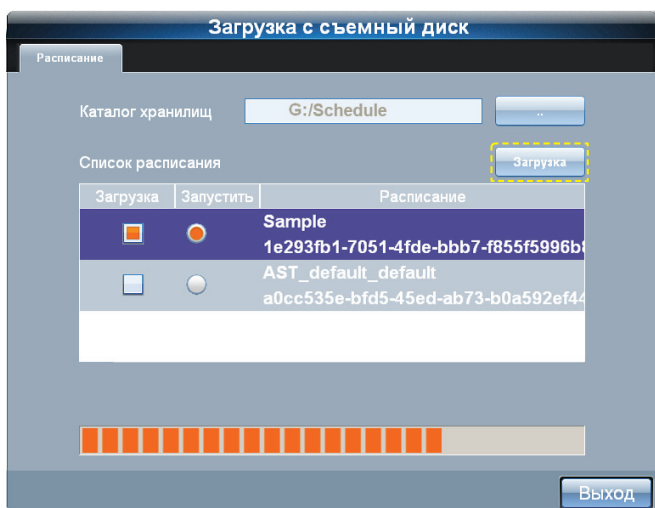 Загрузка с съемный диск
Расписание
Каталог хранилищ G:/Schedule ..
Список расписания Загрузка
Загрузка Запустить Расписание
Sample
1e293fb1-7051-4fde-bbb7-f855f5996b8
AST_default_default
a0cc535e-bfd5-45ed-ab73-b0a592ef44
Выход